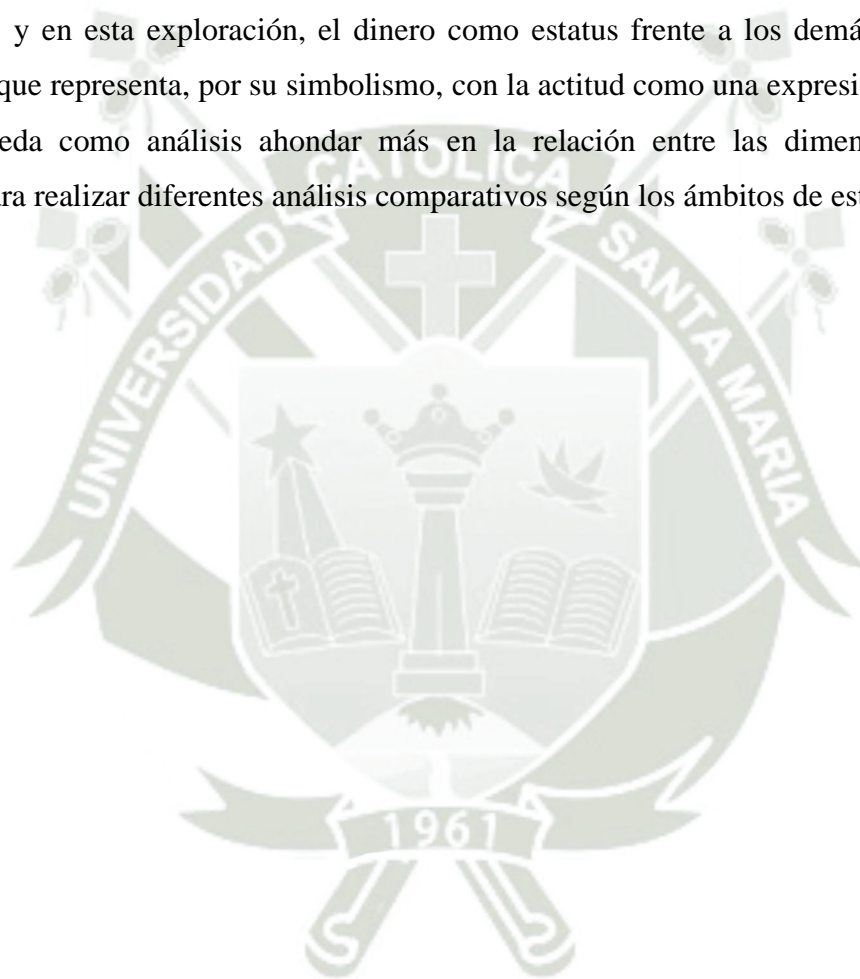 y en esta exploración, el dinero como estatus frente a los demá
que representa, por su simbolismo, con la actitud como una expresi
eda como análisis ahondar más en la relación entre las dimen
ra realizar diferentes análisis comparativos según los ámbitos de est
UNIVERSIDAD CATOLICA SANTA MARIA
1961